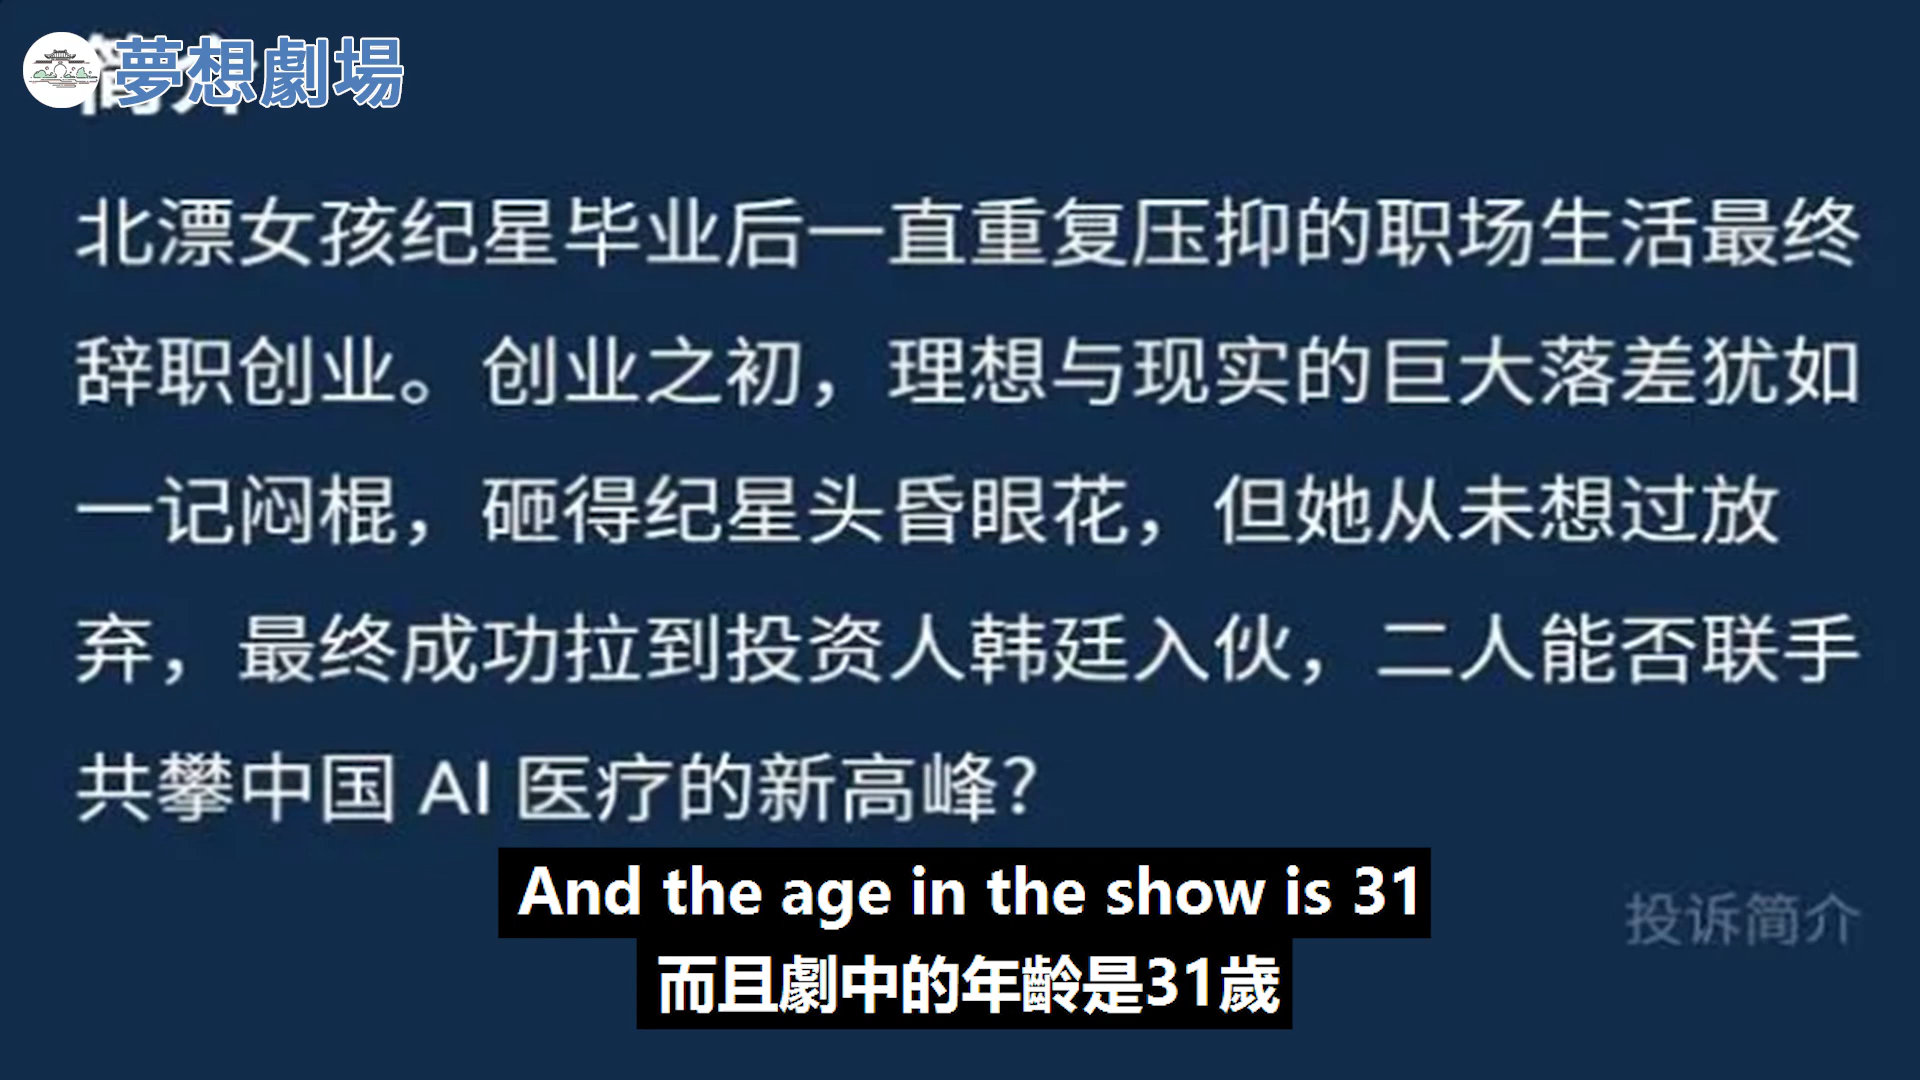 夢想劇場
简介
北漂女孩纪星毕业后一直重复压抑的职场生活最终
辞职创业。创业之初，理想与现实的巨大落差犹如
一记闷棍，砸得纪星头昏眼花，但她从未想过放
弃，最终成功拉到投资人韩廷入伙，二人能否联手
共攀中国 AI 医疗的新高峰？
And the age in the show is 31
投诉简介
而且劇中的年齡是31歲